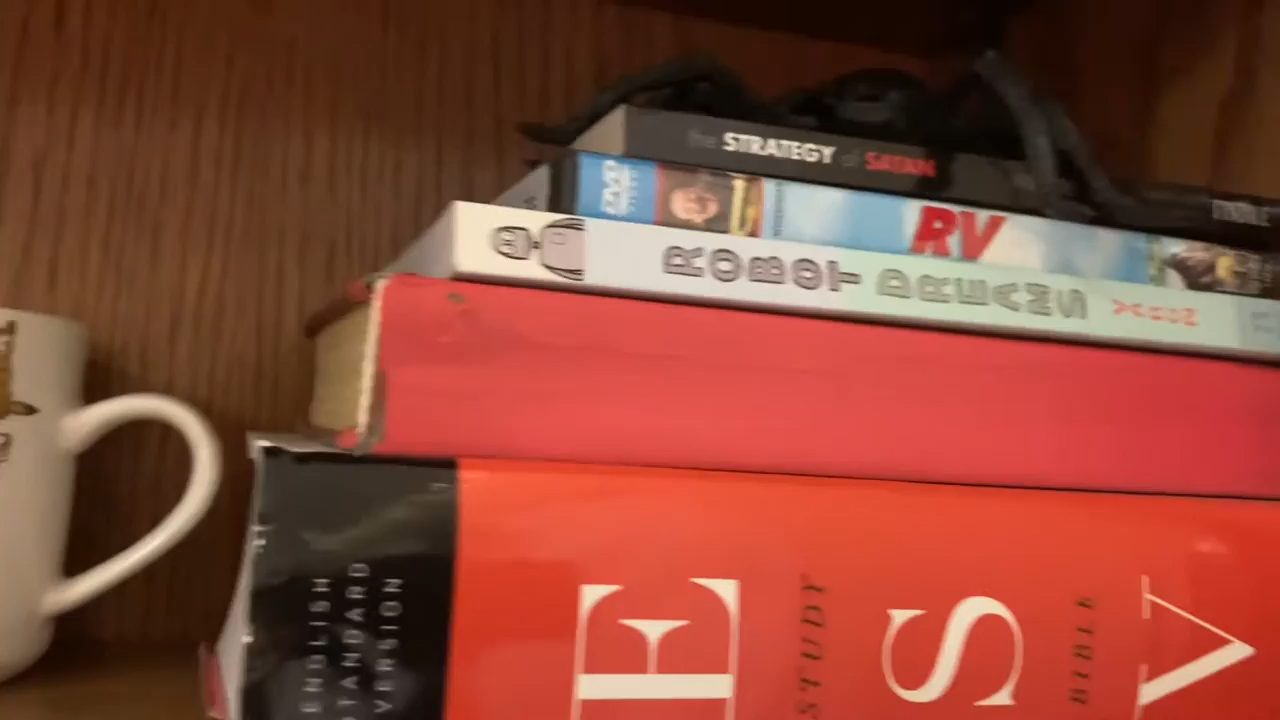 the STRATEGY of SATAN
DVD
RV
ROBOT DREAMS
ENGLISH
STANDARD
VERSION
E
STUDY
S
BIBLE
V